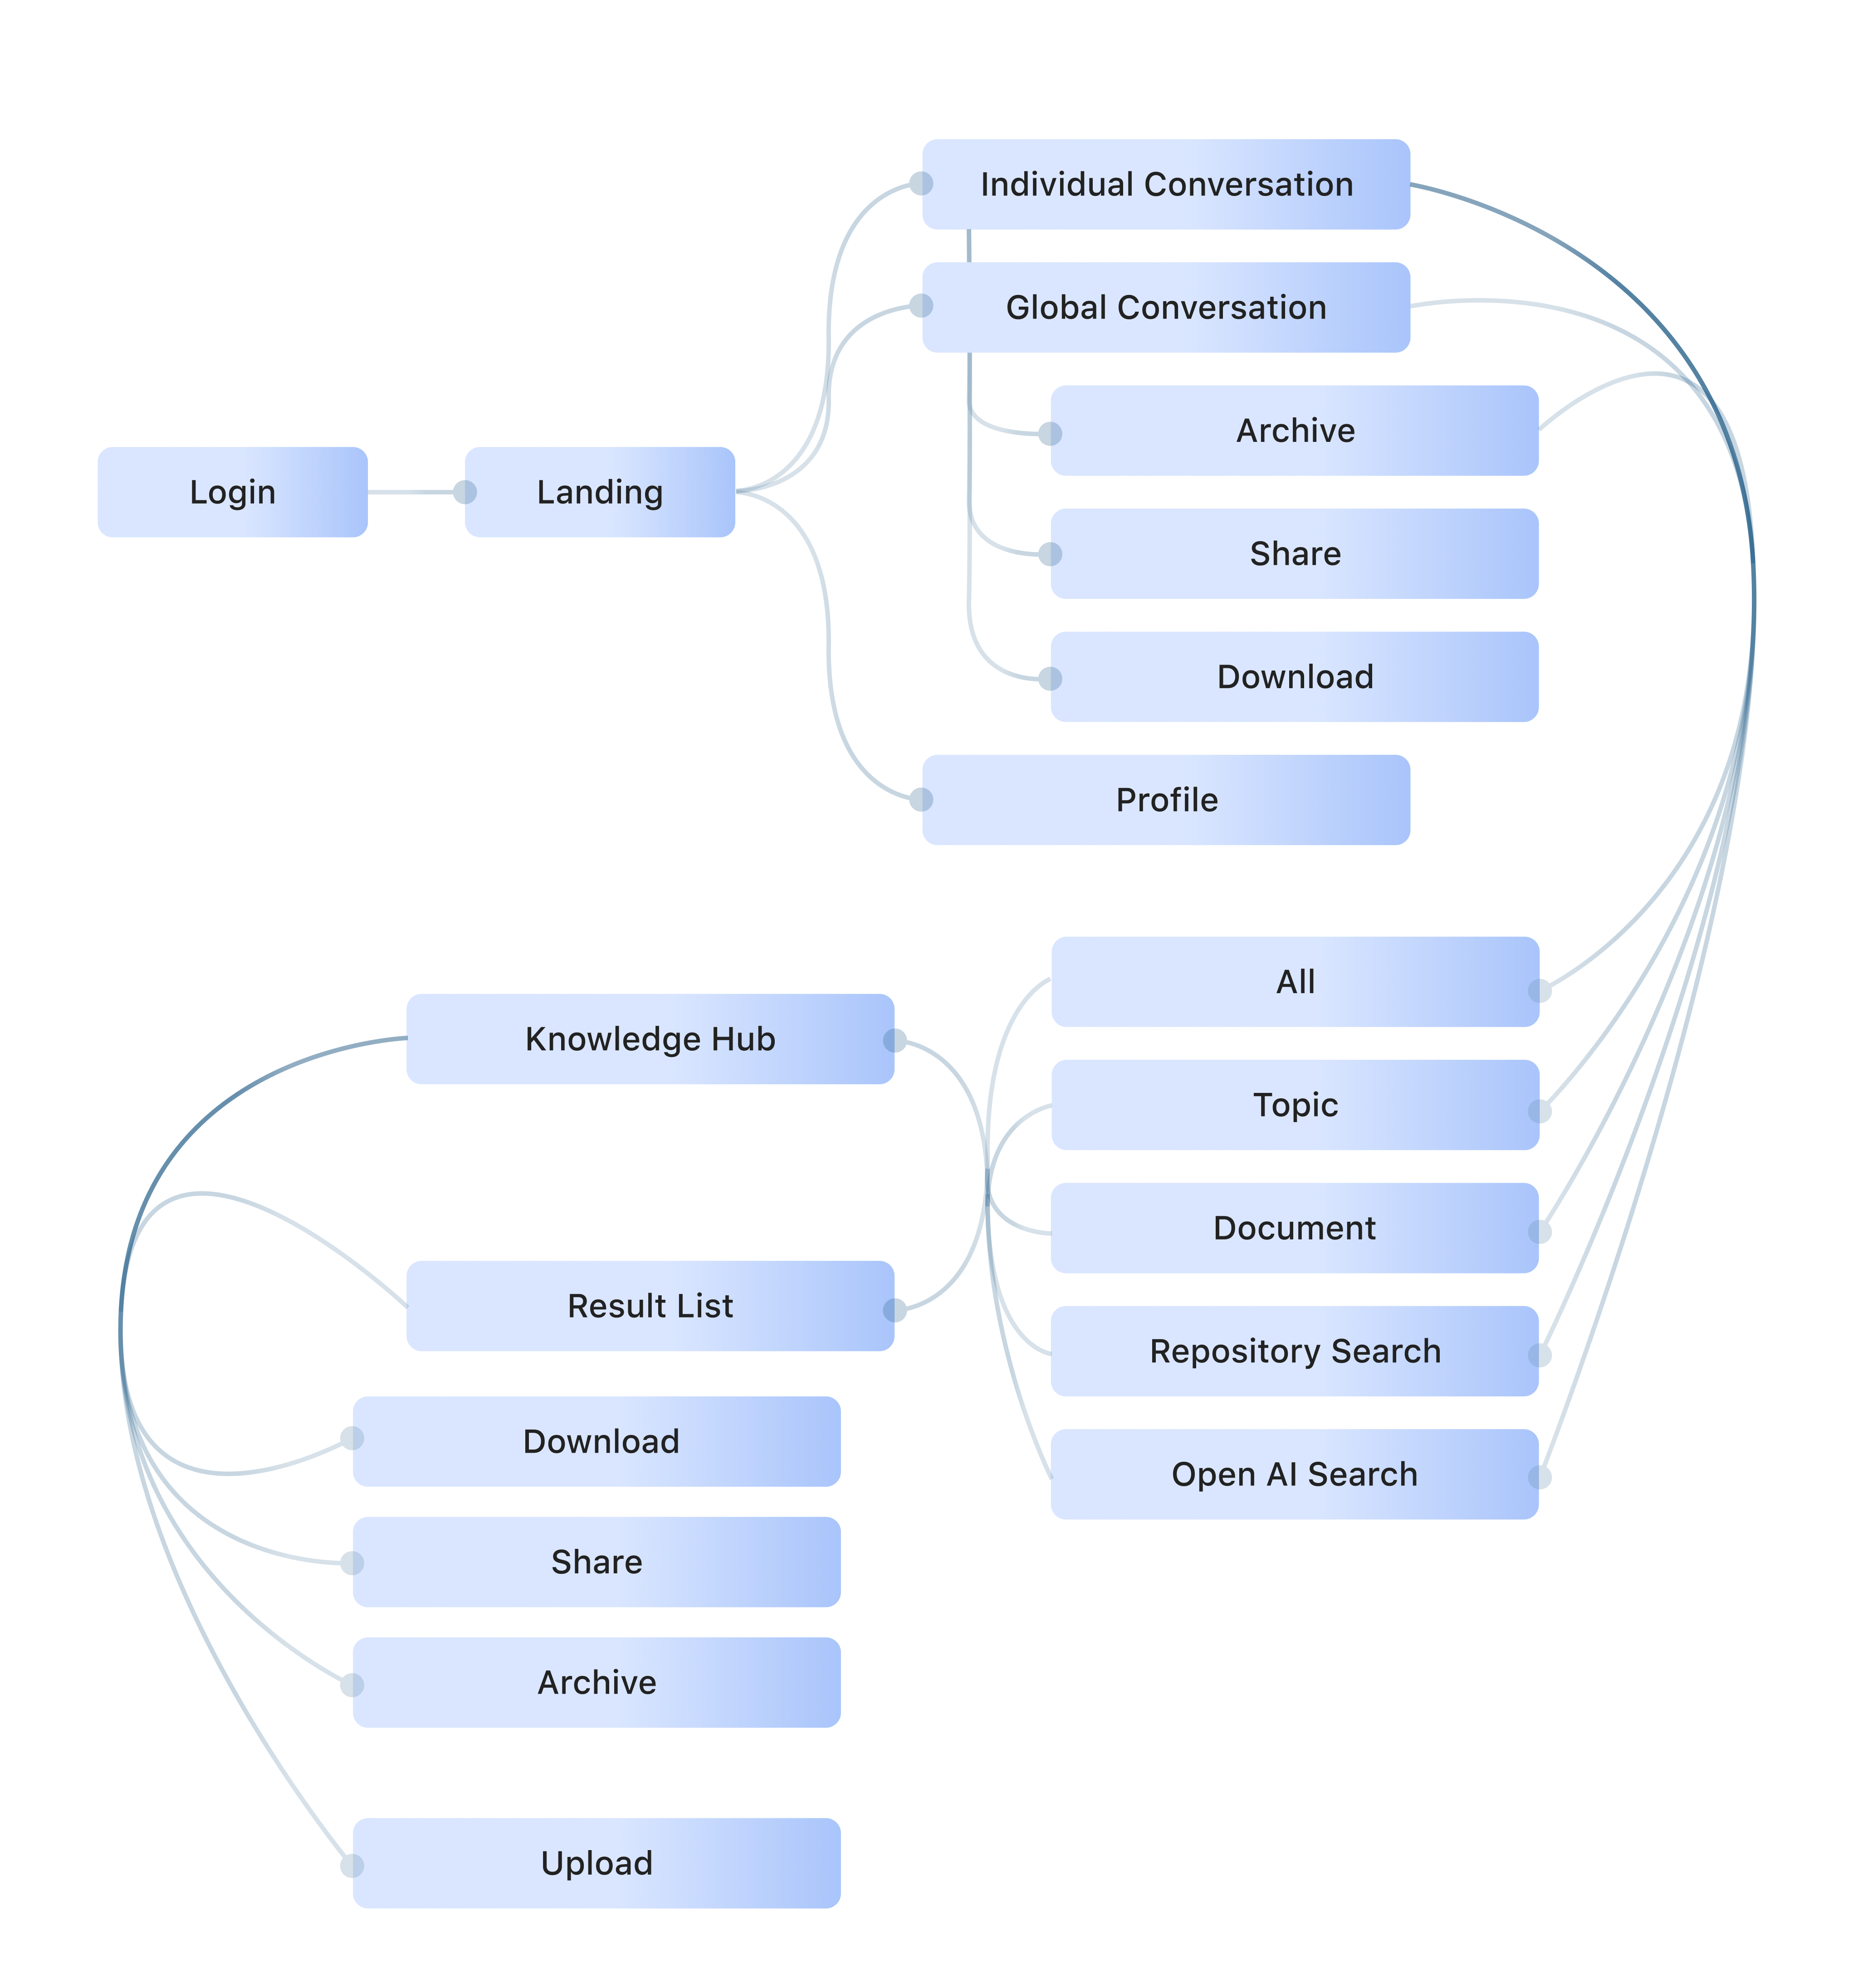 Individual Conversation
Global Conversation
Archive
Login
Landing
Share
Download
Profile
All
Knowledge Hub
Topic
Document
Result List
Repository Search
Download
Open AI Search
Share
Archive
Upload